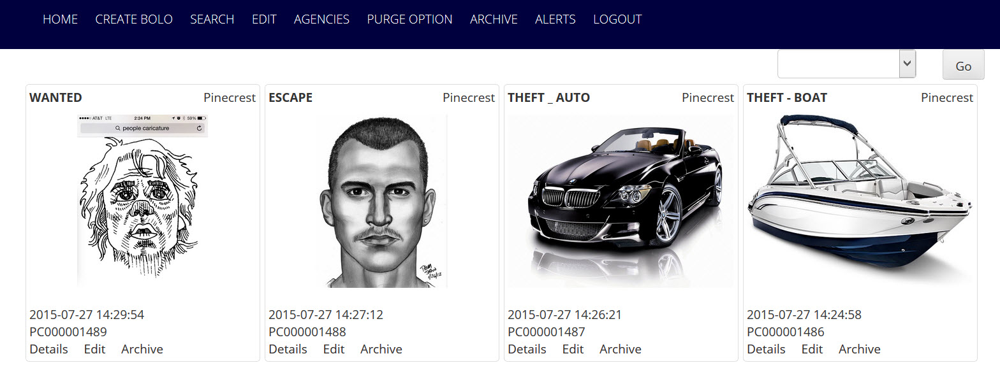 HOME CREATE BOLO SEARCH EDIT AGENCIES PURGE OPTION ARCHIVE ALERTS LOGOUT
Go
WANTED Pinecrest
AT&T LTE 2:24 PM 59%
people caricature
2015-07-27 14:29:54
PC000001489
Details Edit Archive
ESCAPE Pinecrest
1/26/12
2015-07-27 14:27:12
PC000001488
Details Edit Archive
THEFT _ AUTO Pinecrest
2015-07-27 14:26:21
PC000001487
Details Edit Archive
THEFT - BOAT Pinecrest
2015-07-27 14:24:58
PC000001486
Details Edit Archive